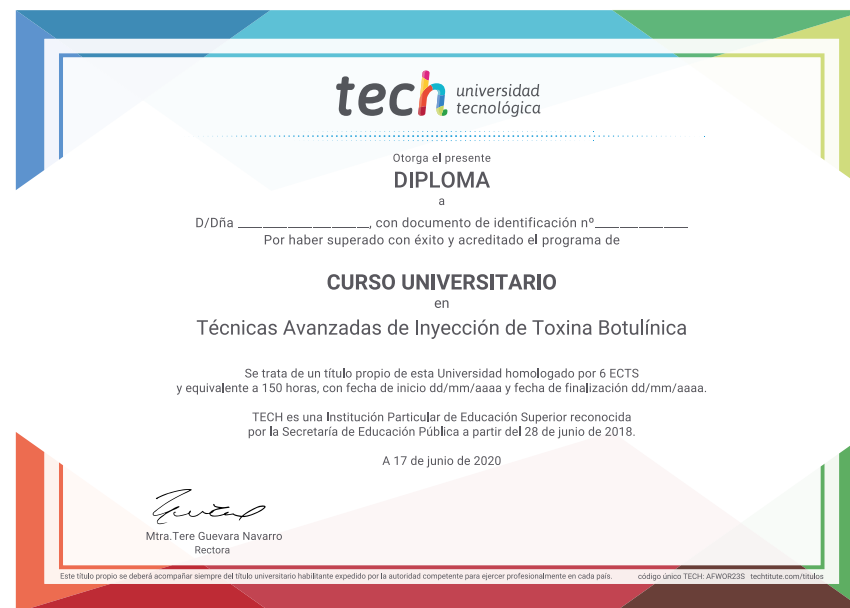 tech universidad
tecnológica
Otorga el presente
DIPLOMA
a
D/Dña ____________________, con documento de identificación nº______________
Por haber superado con éxito y acreditado el programa de
CURSO UNIVERSITARIO
en
Técnicas Avanzadas de Inyección de Toxina Botulínica
Se trata de un título propio de esta Universidad homologado por 6 ECTS
y equivalente a 150 horas, con fecha de inicio dd/mm/aaaa y fecha de finalización dd/mm/aaaa.
TECH es una Institución Particular de Educación Superior reconocida
por la Secretaría de Educación Pública a partir del 28 de junio de 2018.
A 17 de junio de 2020
Mtra.Tere Guevara Navarro
Rectora
Este título propio se deberá acompañar siempre del título universitario habilitante expedido por la autoridad competente para ejercer profesionalmente en cada país. código único TECH: AFWOR23S techtitute.com/titulos